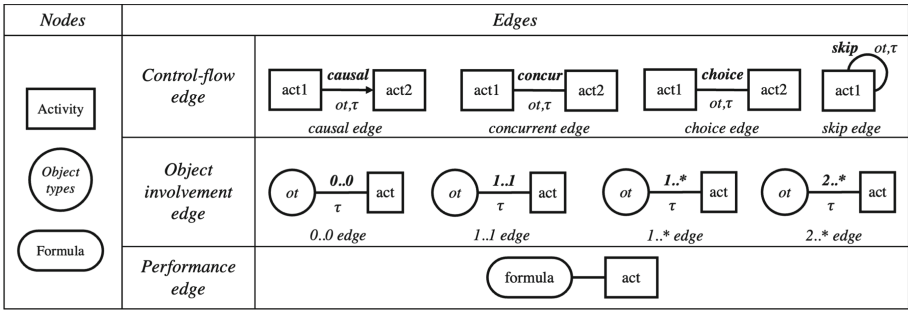 Nodes
Edges
Activity
Object
types
Formula
Control-flow
edge
act1 causal act2
ot,τ
causal edge
act1 concur act2
ot,τ
concurrent edge
act1 choice act2
ot,τ
choice edge
skip ot,τ
act1
skip edge
Object
involvement
edge
ot 0..0 act
τ
0..0 edge
ot 1..1 act
τ
1..1 edge
ot 1..* act
τ
1..* edge
ot 2..* act
τ
2..* edge
Performance
edge
formula act